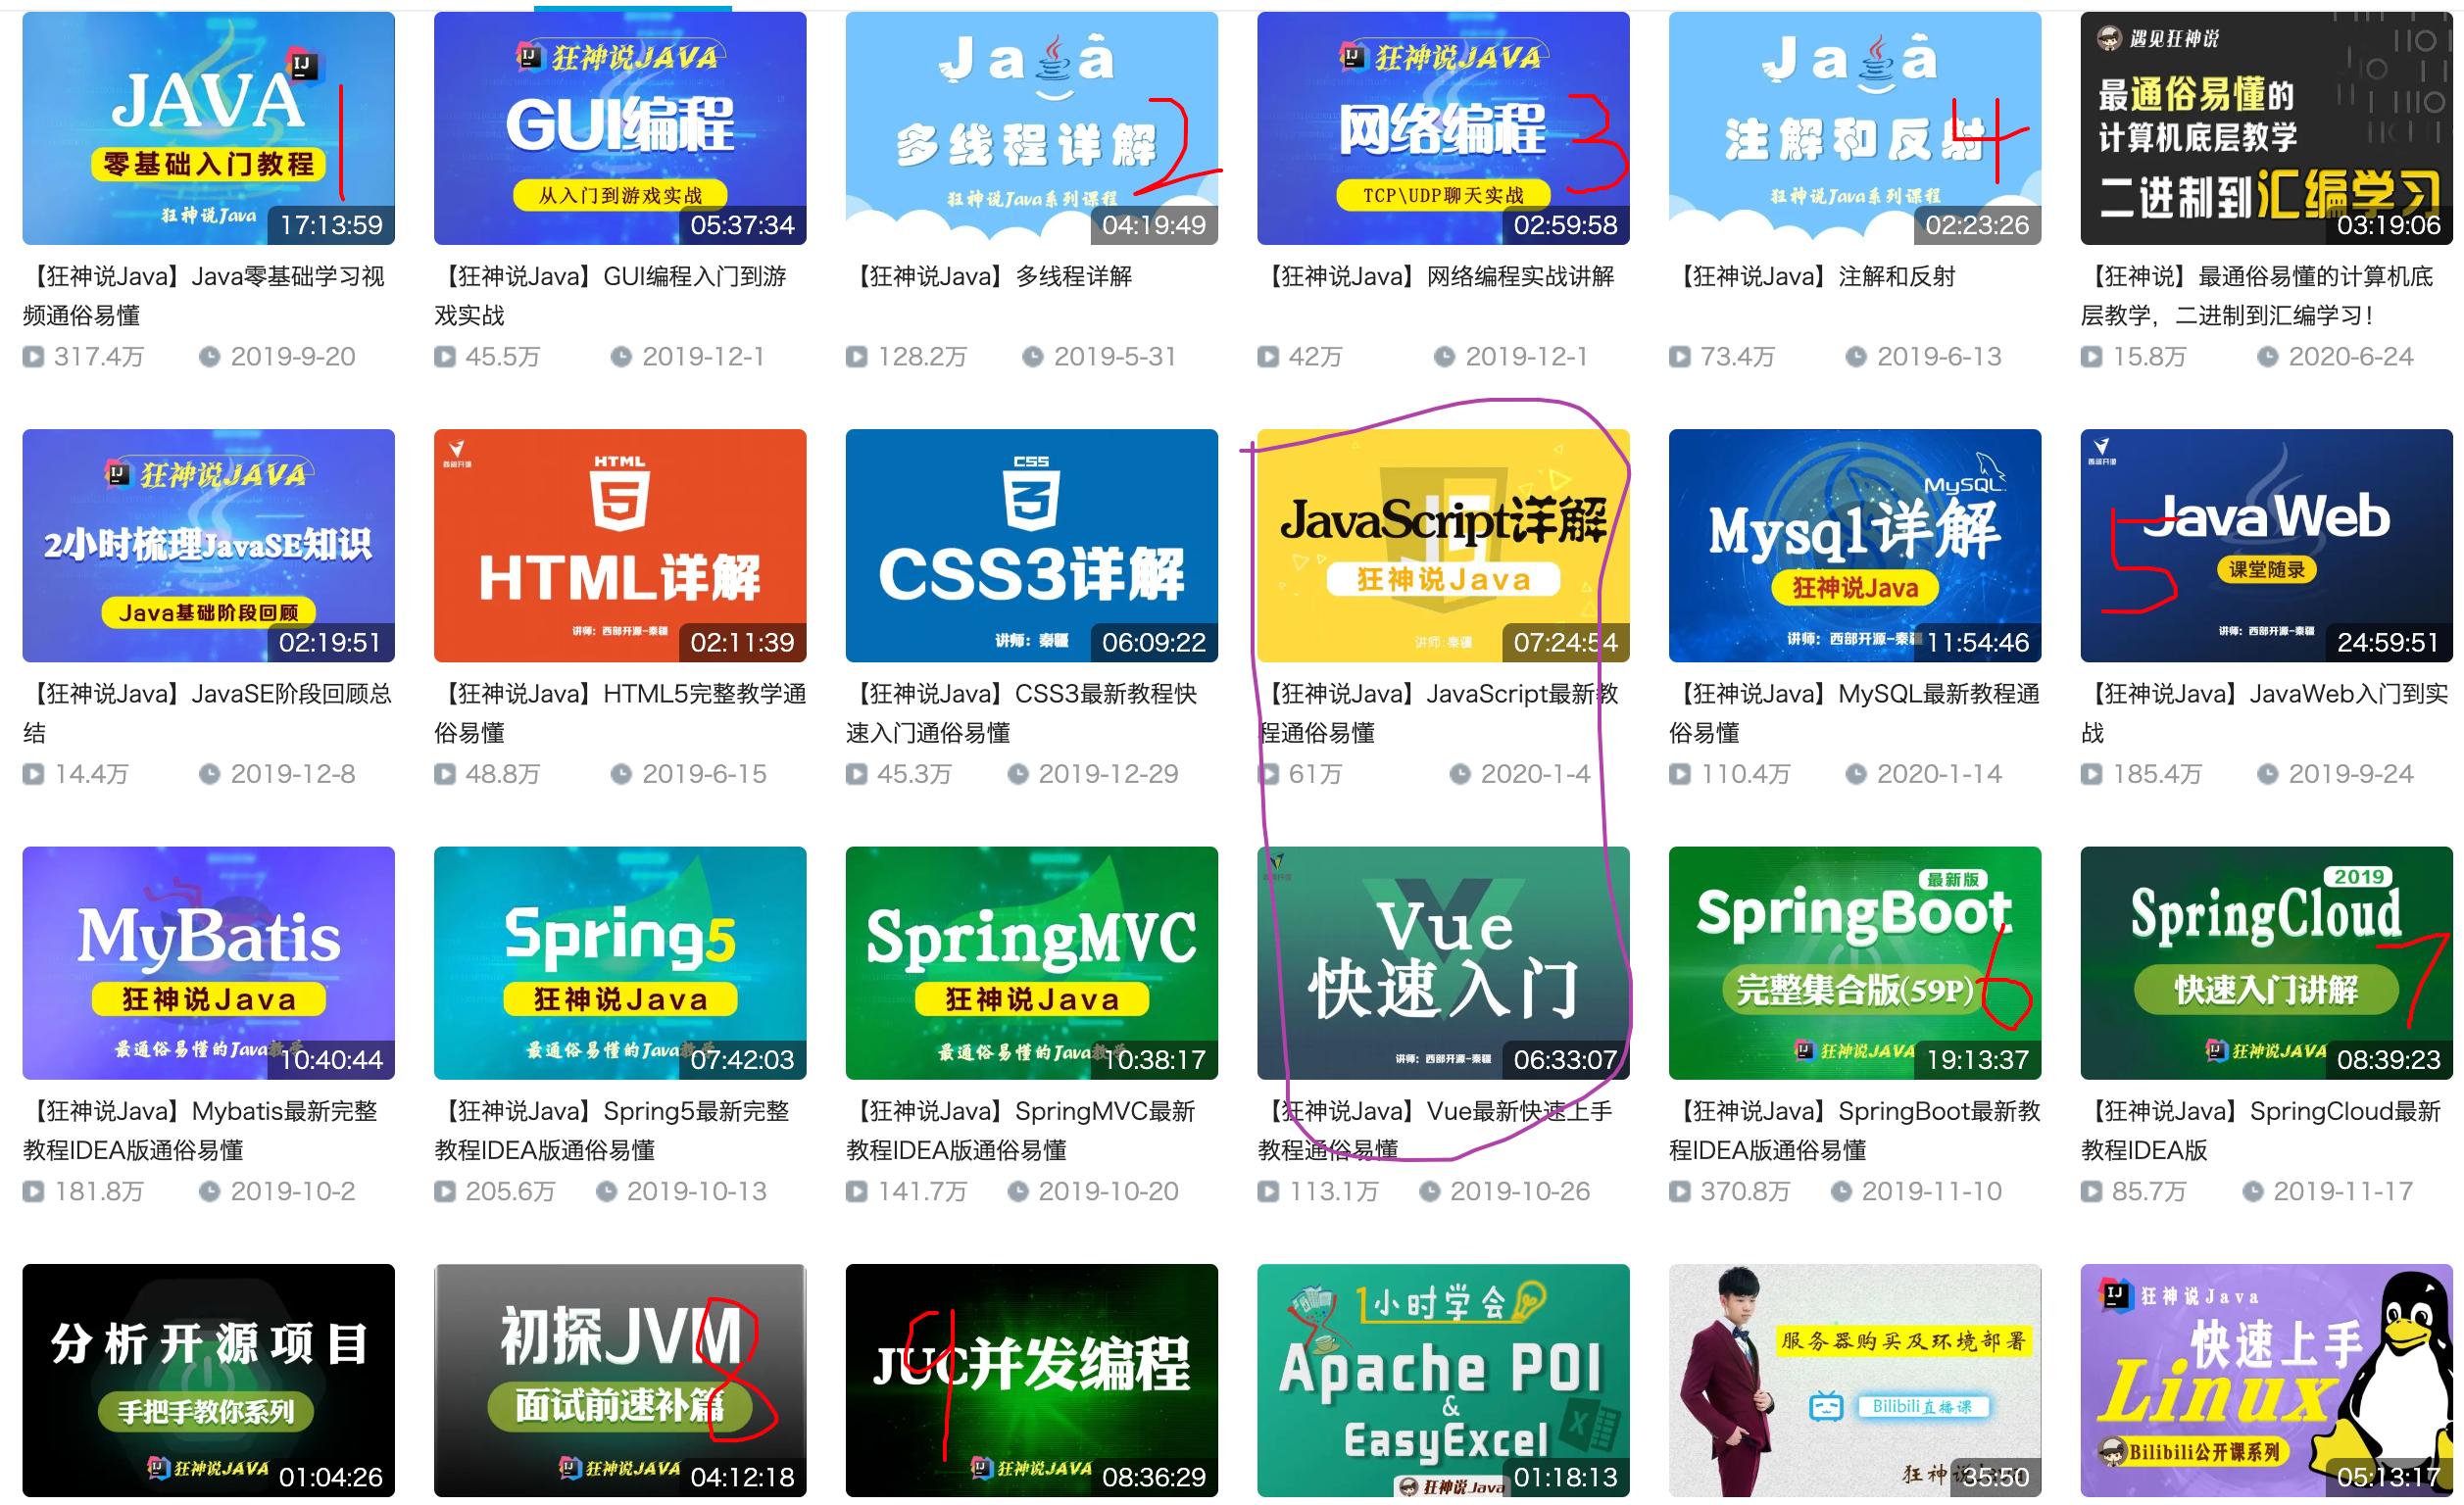 JAVA
1
零基础入门教程
狂神说Java
17:13:59
【狂神说Java】Java零基础学习视
频通俗易懂
317.4万 2019-9-20
狂神说JAVA
GUI编程
从入门到游戏实战
05:37:34
【狂神说Java】GUI编程入门到游
戏实战
45.5万 2019-12-1
Java
多线程详解
2
狂神说Java系列课程
04:19:49
【狂神说Java】多线程详解
128.2万 2019-5-31
狂神说JAVA
网络编程
3
TCP\UDP聊天实战
02:59:58
【狂神说Java】网络编程实战讲解
42万 2019-12-1
Java
注解和反射
4
狂神说Java系列课程
02:23:26
【狂神说Java】注解和反射
73.4万 2019-6-13
遇见狂神说
最通俗易懂的
计算机底层教学
二进制到汇编学习
03:19:06
【狂神说】最通俗易懂的计算机底
层教学，二进制到汇编学习！
15.8万 2020-6-24
狂神说JAVA
2小时梳理JavaSE知识
Java基础阶段回顾
02:19:51
【狂神说Java】JavaSE阶段回顾总
结
14.4万 2019-12-8
西部开源
HTML
5
HTML详解
讲师：西部开源-秦疆
02:11:39
【狂神说Java】HTML5完整教学通
俗易懂
48.8万 2019-6-15
CSS
3
CSS3详解
讲师：秦疆
06:09:22
【狂神说Java】CSS3最新教程快
速入门通俗易懂
45.3万 2019-12-29
JavaScript详解
狂神说Java
讲师:秦疆
07:24:54
【狂神说Java】JavaScript最新教
程通俗易懂
61万 2020-1-4
MySQL
Mysql详解
狂神说Java
讲师：西部开源-秦疆
11:54:46
【狂神说Java】MySQL最新教程通
俗易懂
110.4万 2020-1-14
西部开源
JavaWeb
5
课堂随录
讲师：西部开源-秦疆
24:59:51
【狂神说Java】JavaWeb入门到实
战
185.4万 2019-9-24
MyBatis
狂神说Java
最通俗易懂的Java教学
10:40:44
【狂神说Java】Mybatis最新完整
教程IDEA版通俗易懂
181.8万 2019-10-2
Spring5
狂神说Java
最通俗易懂的Java教学
07:42:03
【狂神说Java】Spring5最新完整
教程IDEA版通俗易懂
205.6万 2019-10-13
SpringMVC
狂神说Java
最通俗易懂的Java教学
10:38:17
【狂神说Java】SpringMVC最新
教程IDEA版通俗易懂
141.7万 2019-10-20
Vue
快速入门
讲师：西部开源-秦疆
06:33:07
【狂神说Java】Vue最新快速上手
教程通俗易懂
113.1万 2019-10-26
最新版
SpringBoot
完整集合版(59P)
6
狂神说JAVA
19:13:37
【狂神说Java】SpringBoot最新教
程IDEA版通俗易懂
370.8万 2019-11-10
2019
SpringCloud
7
快速入门讲解
狂神说JAVA
08:39:23
【狂神说Java】SpringCloud最新
教程IDEA版
85.7万 2019-11-17
分析开源项目
手把手教你系列
狂神说JAVA
01:04:26
初探JVM
8
面试前速补篇
狂神说JAVA
04:12:18
9
JUC并发编程
狂神说JAVA
08:36:29
1小时学会
Apache POI
&
EasyExcel
狂神说Java
01:18:13
服务器购买及环境部署
Bilibili直播课
狂神说
35:50
狂神说Java
快速上手
Linux
Bilibili公开课系列
05:13:17